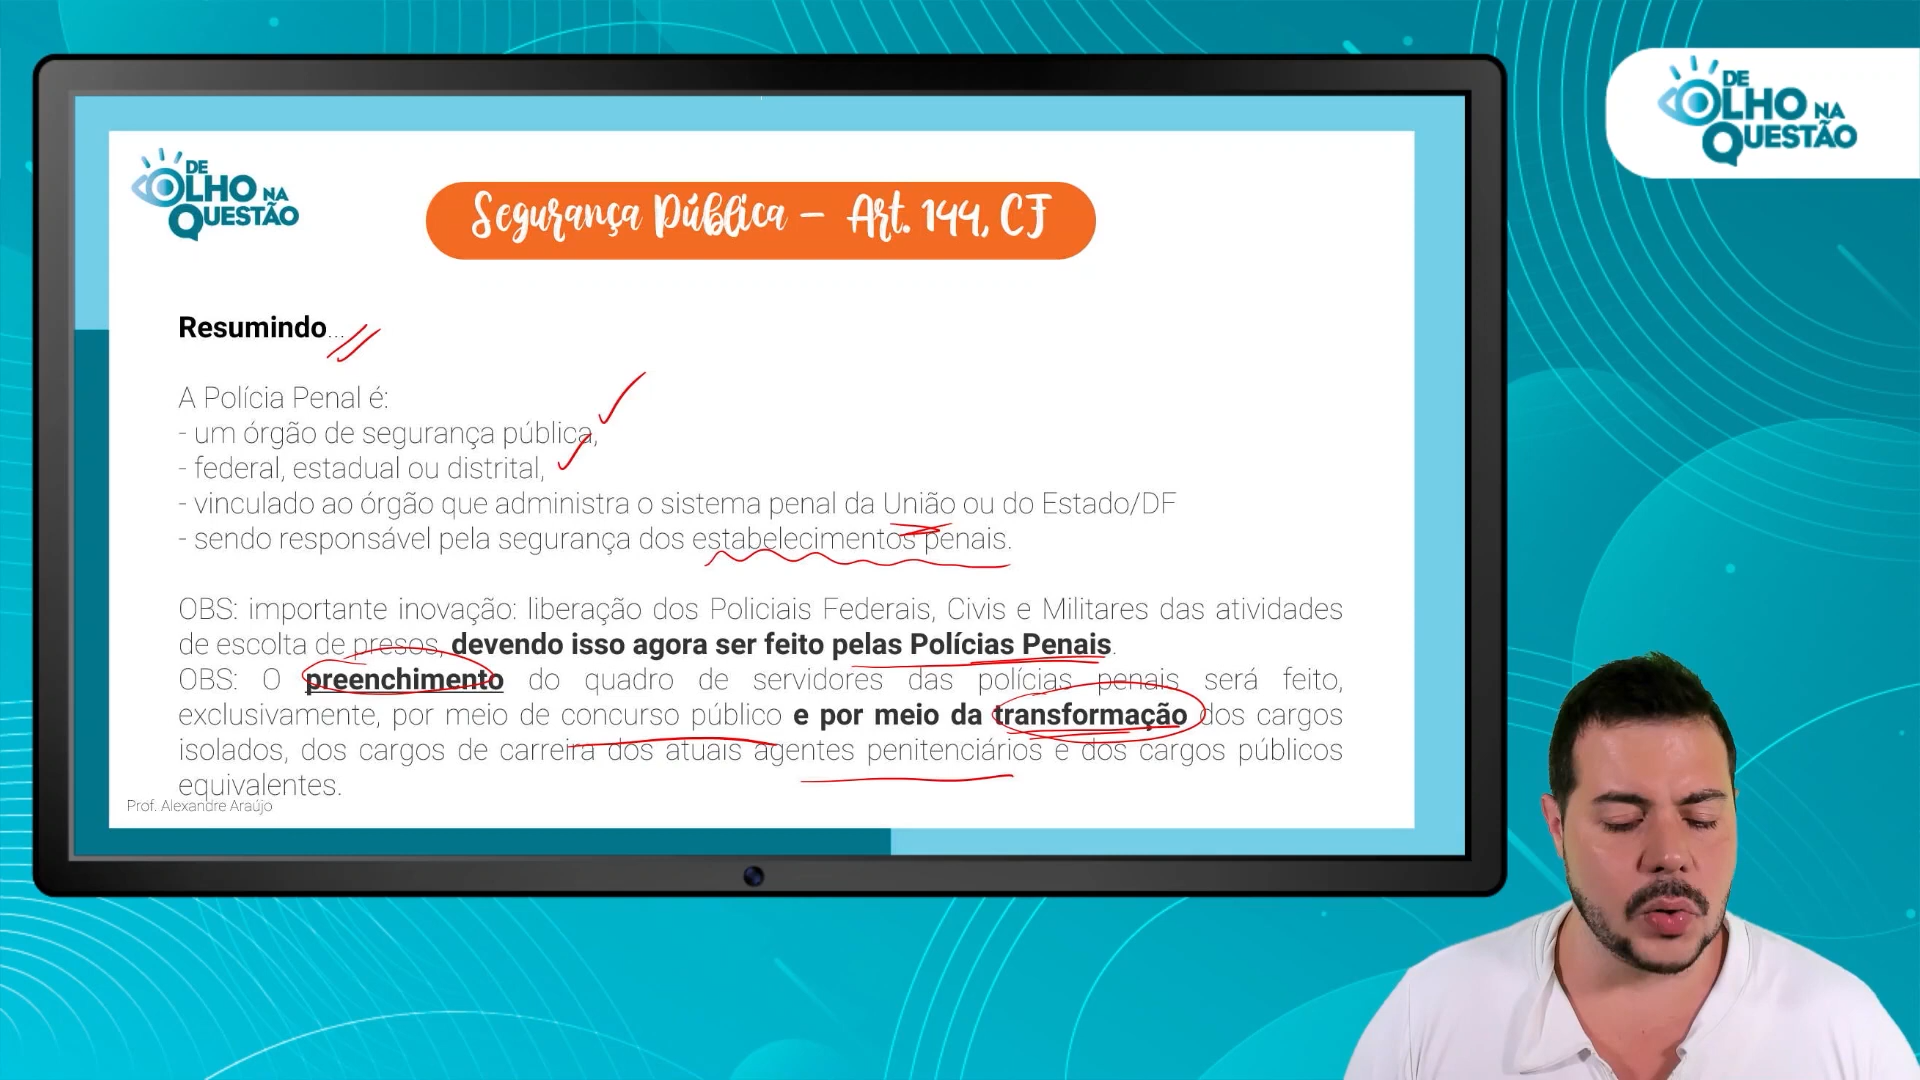 DE
OLHO NA
QUESTÃO
DE
OLHO NA
QUESTÃO
Segurança Pública – Art. 144, CF
Resumindo...
A Polícia Penal é:
- um órgão de segurança pública,
- federal, estadual ou distrital,
- vinculado ao órgão que administra o sistema penal da União ou do Estado/DF
- sendo responsável pela segurança dos estabelecimentos penais.
OBS: importante inovação: liberação dos Policiais Federais, Civis e Militares das atividades
de escolta de presos, devendo isso agora ser feito pelas Polícias Penais.
OBS: O preenchimento do quadro de servidores das polícias penais será feito,
exclusivamente, por meio de concurso público e por meio da transformação dos cargos
isolados, dos cargos de carreira dos atuais agentes penitenciários e dos cargos públicos
equivalentes.
Prof. Alexandre Araújo